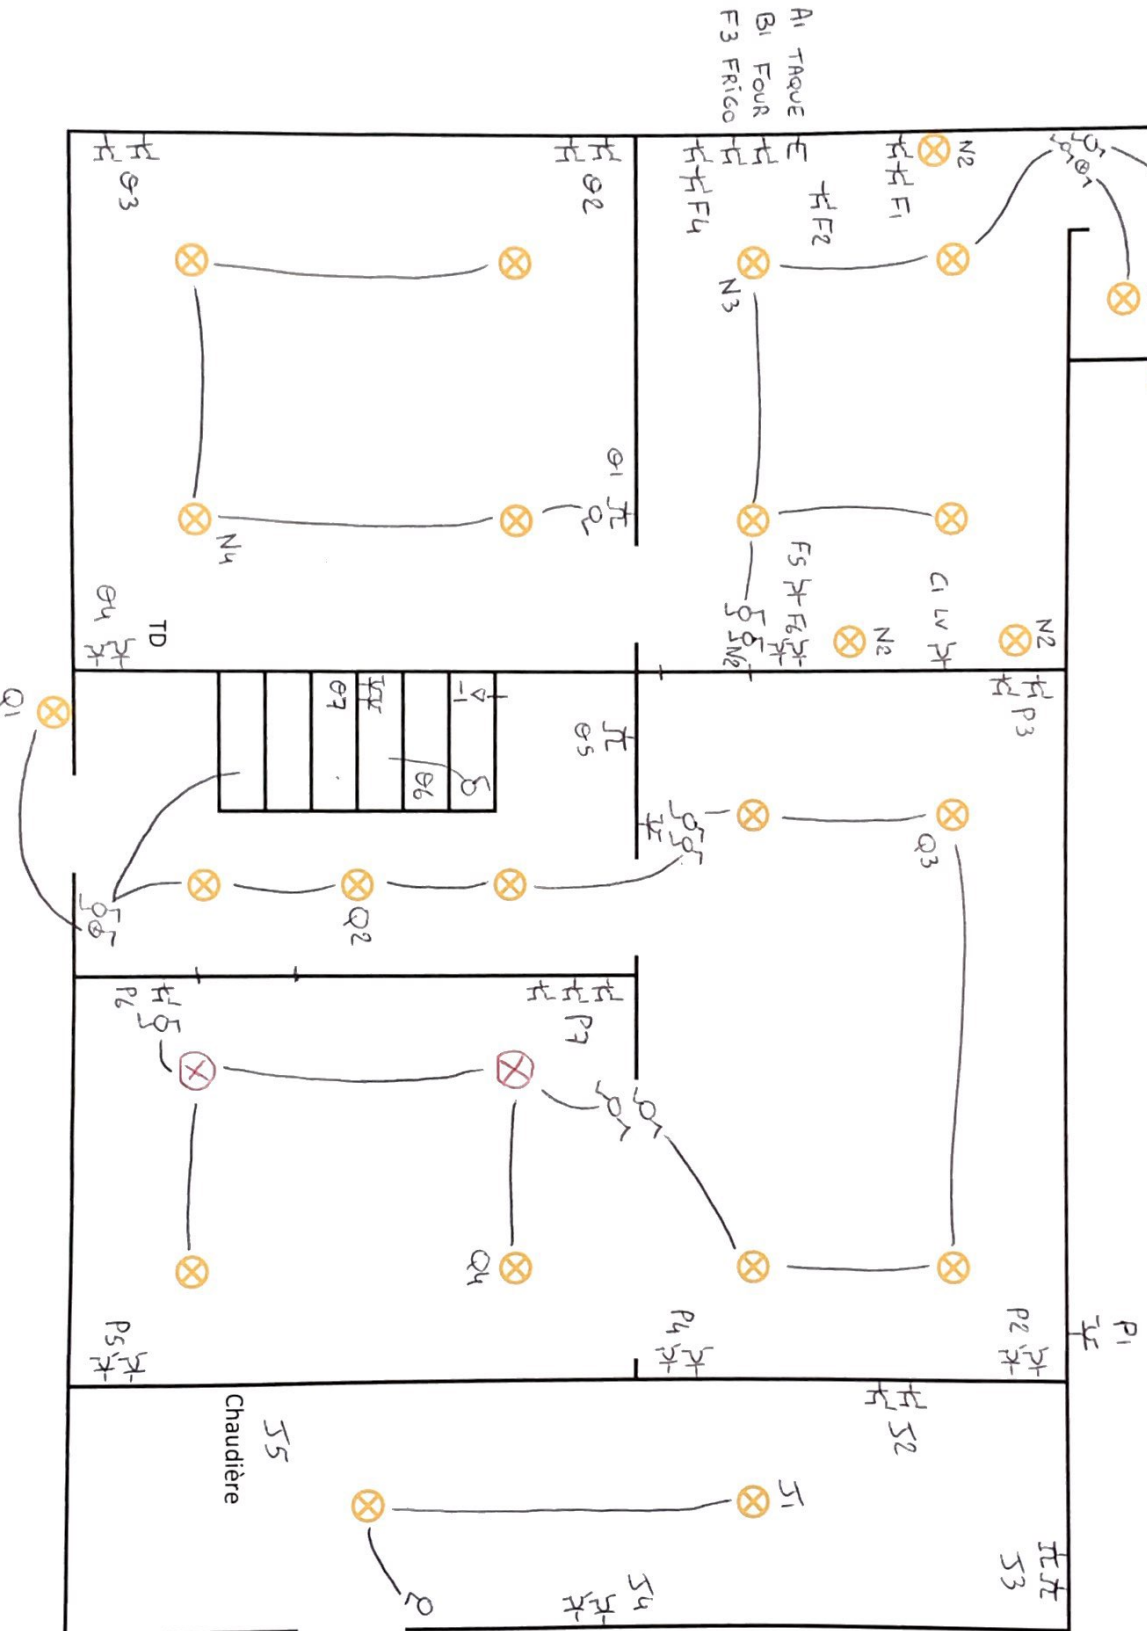 A1 TAQUE
B1 FOUR
F3 FRiGO
N2
F1
F2
F4
N3
θ2
θ3
θ1
N4
F5
F6
C1 LV
N2
N2
N2
θ4
TD
Q1
θ7
θ6
θ5
P3
Q3
Q2
P6
P7
Q4
P5
P4
P2
P1
J5
Chaudière
J2
J1
J3
J4